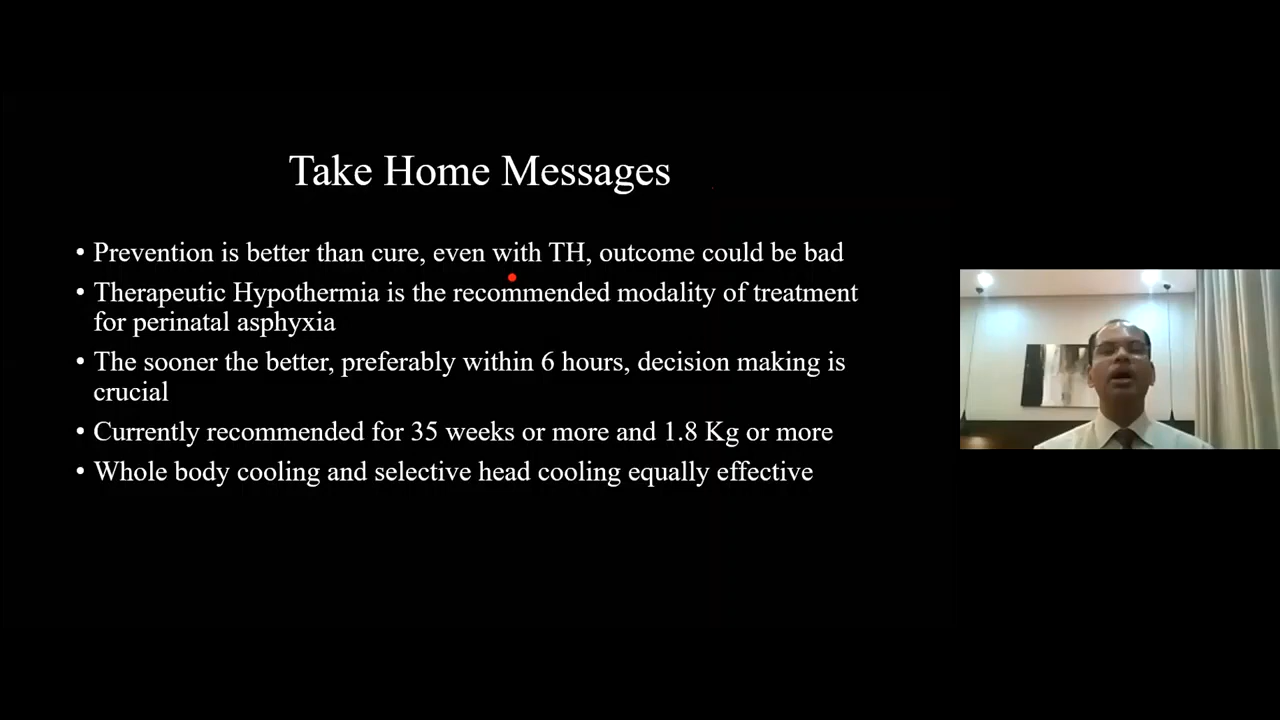 Take Home Messages
• Prevention is better than cure, even with TH, outcome could be bad
• Therapeutic Hypothermia is the recommended modality of treatment
for perinatal asphyxia
• The sooner the better, preferably within 6 hours, decision making is
crucial
• Currently recommended for 35 weeks or more and 1.8 Kg or more
• Whole body cooling and selective head cooling equally effective